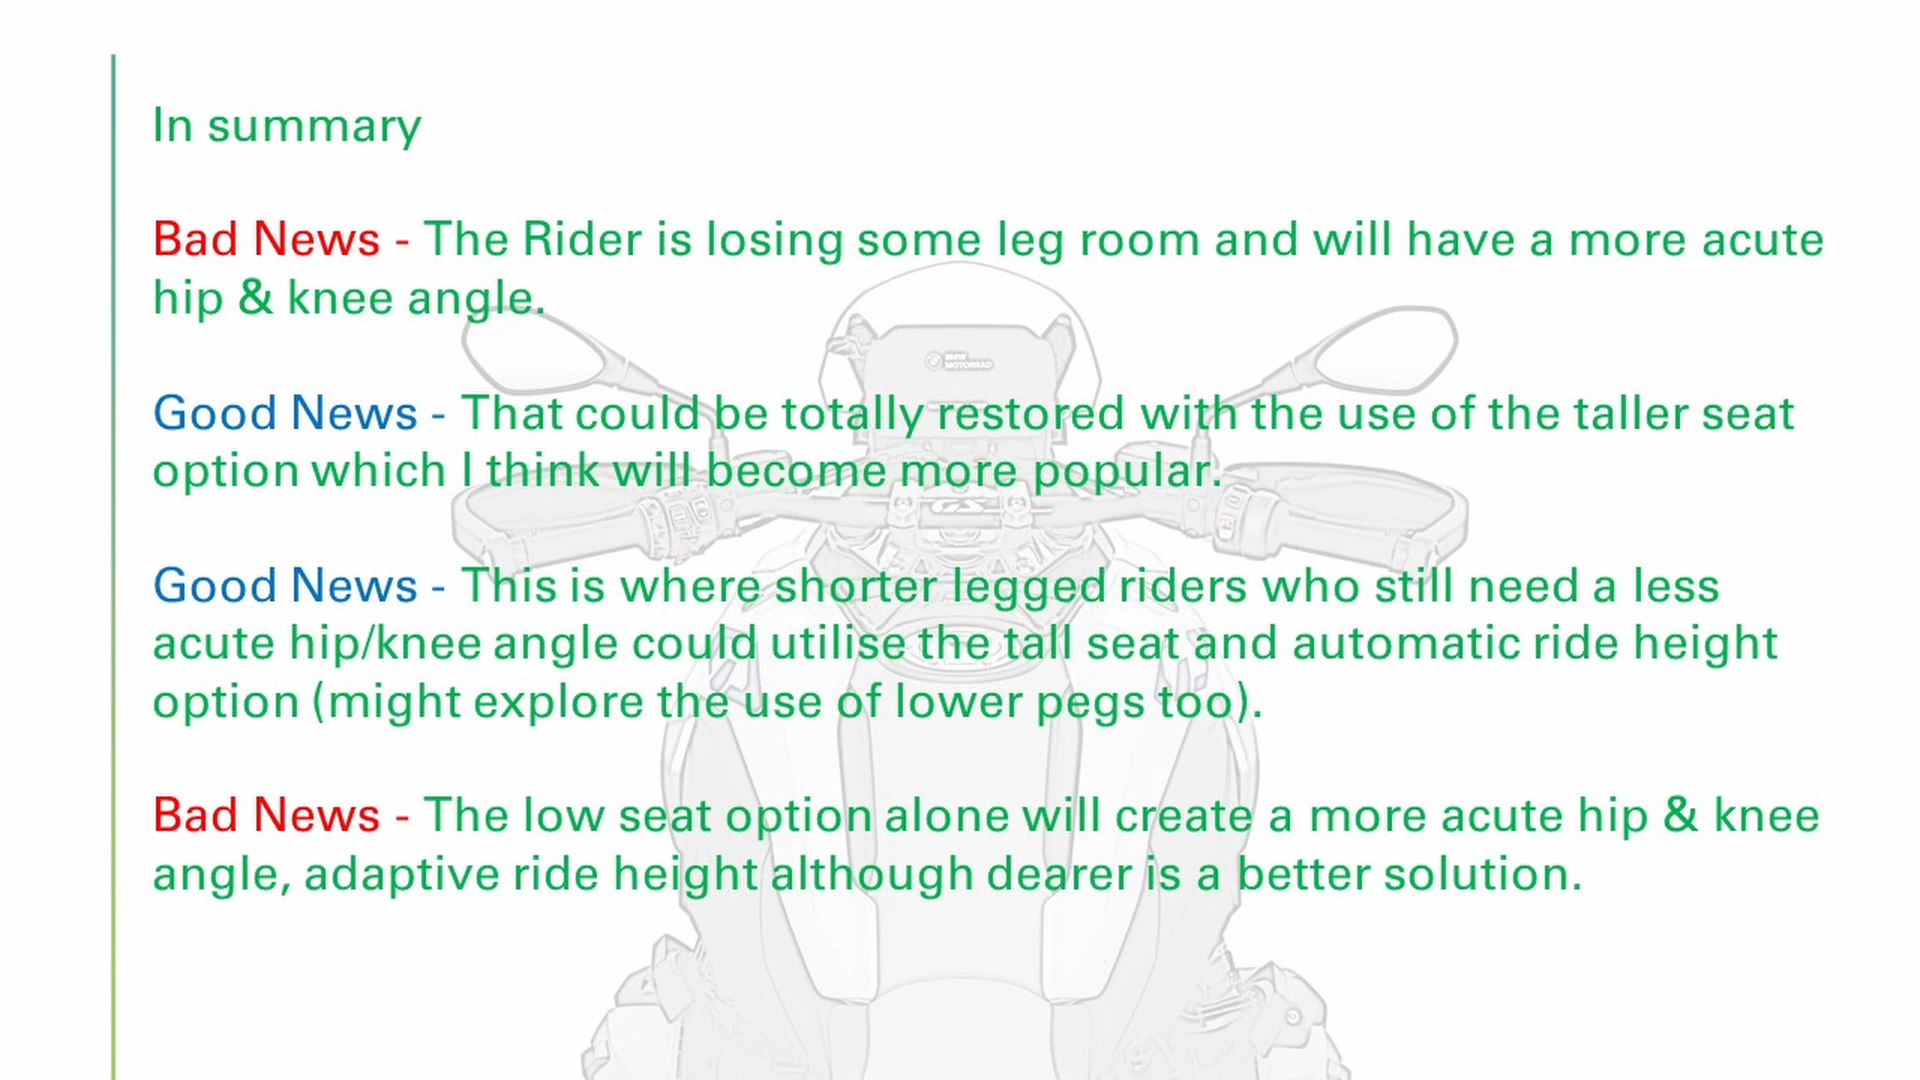 In summary
Bad News - The Rider is losing some leg room and will have a more acute
hip & knee angle.
BMW
MOTORRAD
Good News - That could be totally restored with the use of the taller seat
option which I think will become more popular.
GS
Good News - This is where shorter legged riders who still need a less
acute hip/knee angle could utilise the tall seat and automatic ride height
option (might explore the use of lower pegs too).
Bad News - The low seat option alone will create a more acute hip & knee
angle, adaptive ride height although dearer is a better solution.